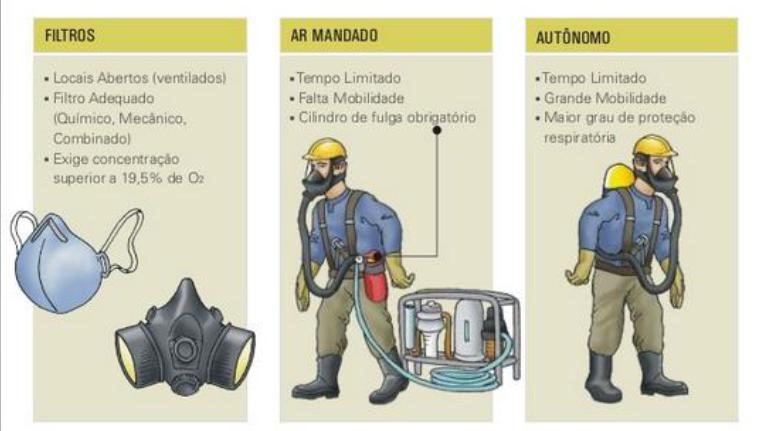 FILTROS
▪ Locais Abertos (ventilados)
▪ Filtro Adequado
(Químico, Mecânico,
Combinado)
▪ Exige concentração
superior a 19,5% de O₂
AR MANDADO
▪ Tempo Limitado
▪ Falta Mobilidade
▪ Cilindro de fulga obrigatório
AUTÔNOMO
▪ Tempo Limitado
▪ Grande Mobilidade
▪ Maior grau de proteção
respiratória